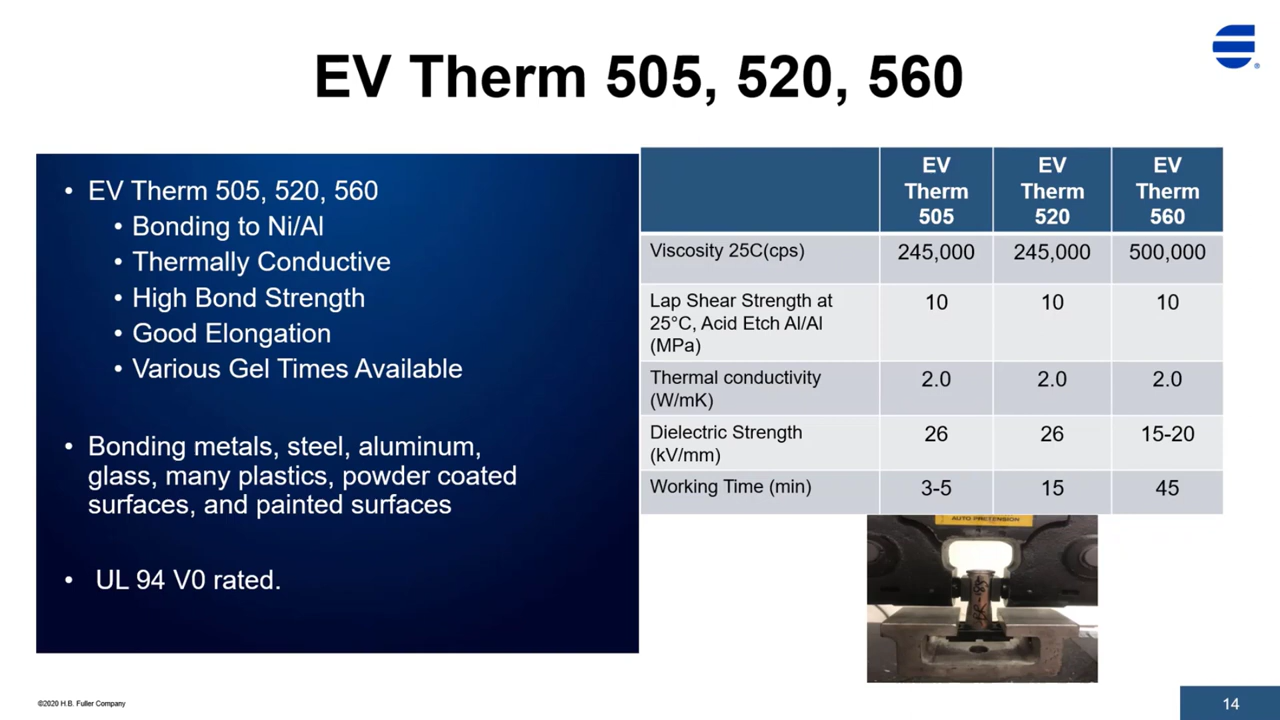 EV Therm 505, 520, 560
• EV Therm 505, 520, 560
• Bonding to Ni/Al
• Thermally Conductive
• High Bond Strength
• Good Elongation
• Various Gel Times Available
• Bonding metals, steel, aluminum,
glass, many plastics, powder coated
surfaces, and painted surfaces
• UL 94 V0 rated.
EV Therm 505 EV Therm 520 EV Therm 560
Viscosity 25C(cps) 245,000 245,000 500,000
Lap Shear Strength at 25°C, Acid Etch Al/Al (MPa) 10 10 10
Thermal conductivity (W/mK) 2.0 2.0 2.0
Dielectric Strength (kV/mm) 26 26 15-20
Working Time (min) 3-5 15 45
AUTO PRETENSION
©2020 H.B. Fuller Company
14